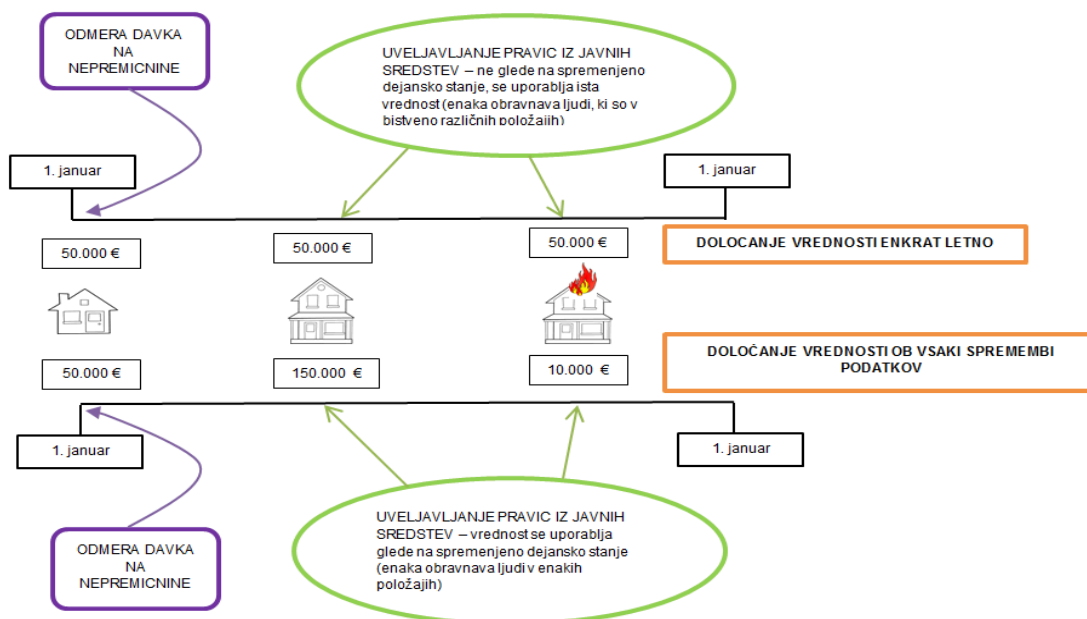 ODMERA DAVKA
NA
NEPREMICNINE
UVELJAVLJANJE PRAVIC IZ JAVNIH
SREDSTEV – ne glede na spremenjeno
dejansko stanje, se uporablja ista
vrednost (enaka obravnava ljudi, ki so v
bistveno različnih položajih)
1. januar
1. januar
50.000 €
50.000 €
50.000 €
DOLOCANJE VREDNOSTI ENKRAT LETNO
50.000 €
150.000 €
10.000 €
DOLOČANJE VREDNOSTI OB VSAKI SPREMEMBI
PODATKOV
1. januar
1. januar
UVELJAVLJANJE PRAVIC IZ JAVNIH
SREDSTEV – vrednost se uporablja
glede na spremenjeno dejansko stanje
(enaka obravnava ljudi v enakih
položajih)
ODMERA DAVKA
NA
NEPREMICNINE